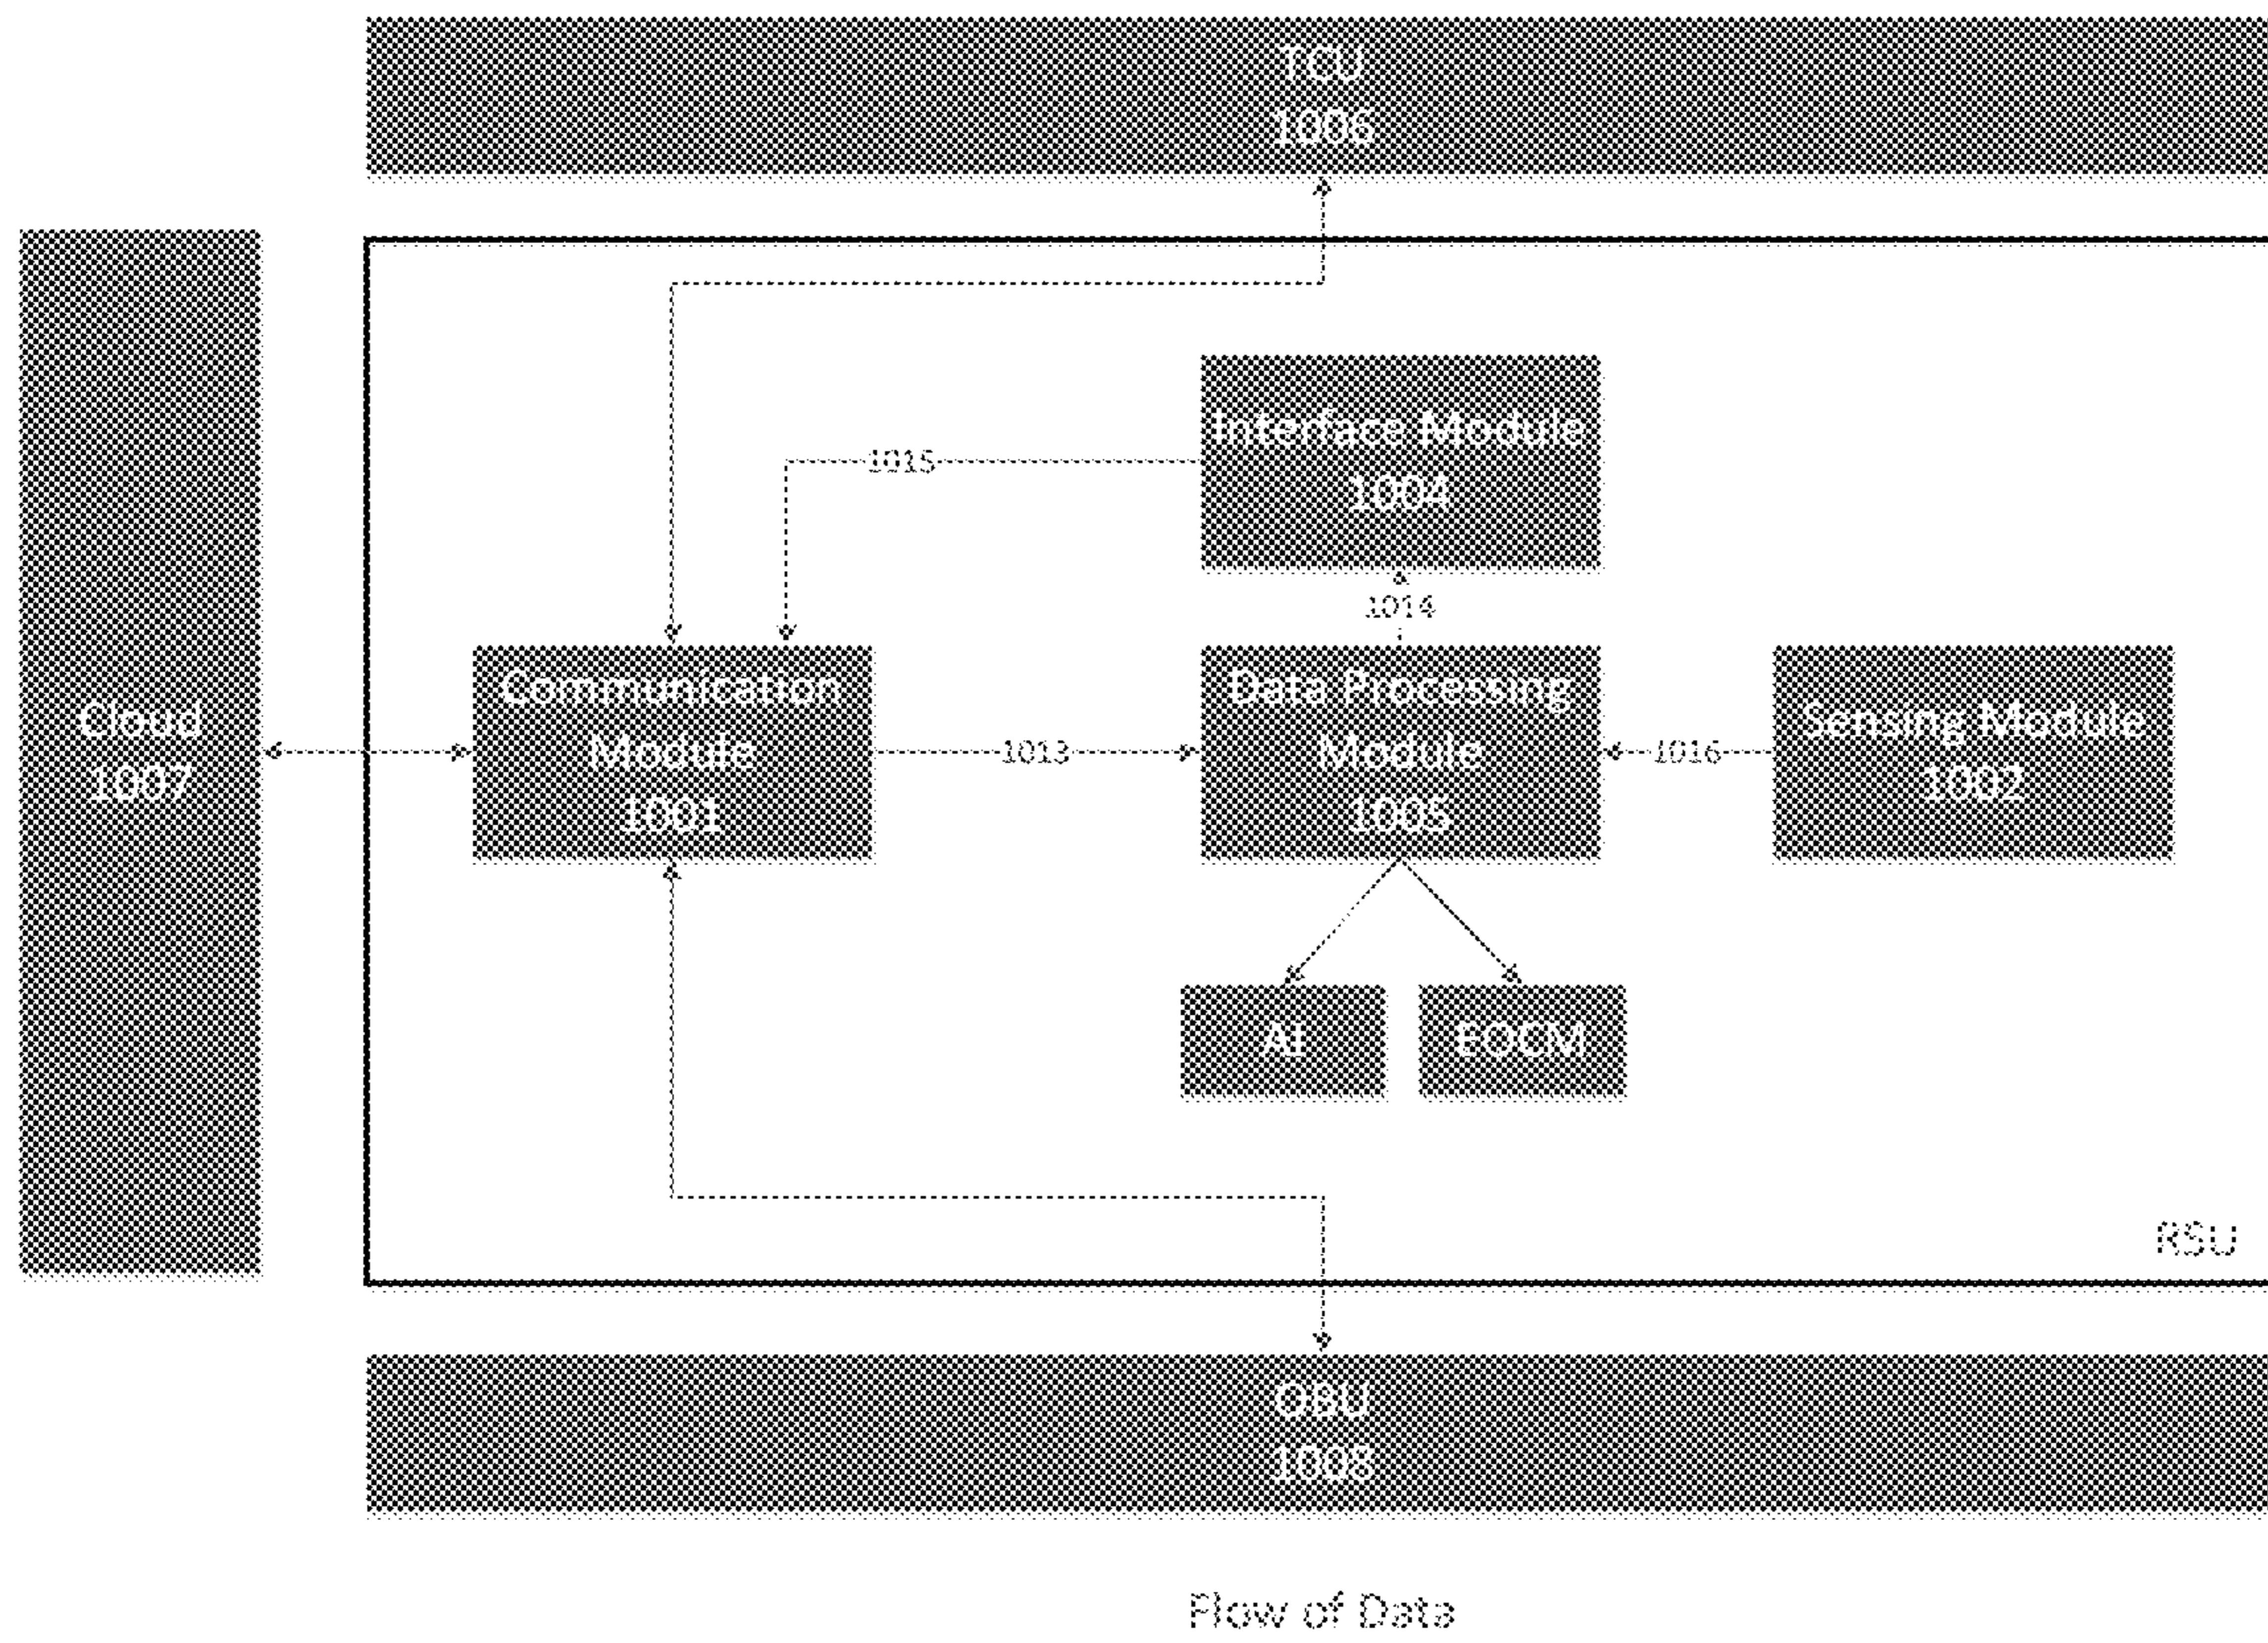 TCU
1006
Interface Module
1004
1015
1014
Cloud
1007
Communication
Module
1001
1013
Data Processing
Module
1005
1016
Sensing Module
1002
AI
EOCM
RSU
OBU
1008
Flow of Data